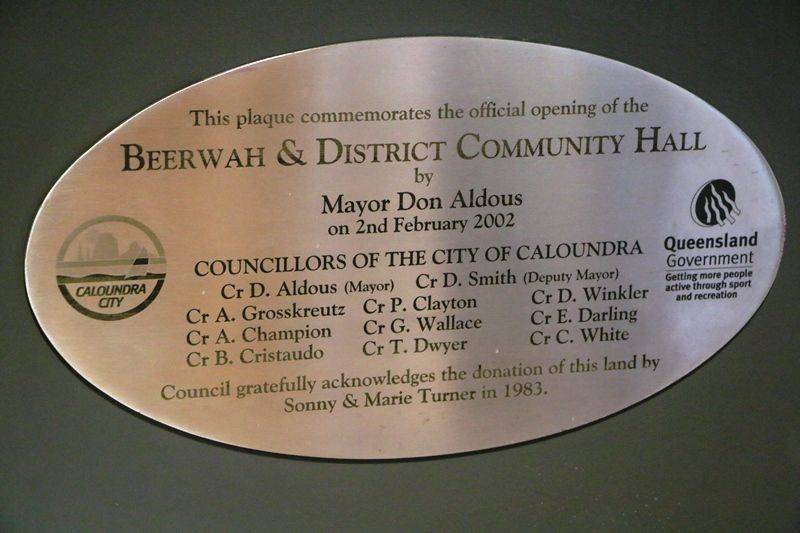 This plaque commemorates the official opening of the
BEERWAH & DISTRICT COMMUNITY HALL
by
Mayor Don Aldous
on 2nd February 2002
COUNCILLORS OF THE CITY OF CALOUNDRA
Cr D. Aldous (Mayor) Cr D. Smith (Deputy Mayor)
Cr A. Grosskreutz Cr P. Clayton Cr D. Winkler
Cr A. Champion Cr G. Wallace Cr E. Darling
Cr B. Cristaudo Cr T. Dwyer Cr C. White
Council gratefully acknowledges the donation of this land by
Sonny & Marie Turner in 1983.
CALOUNDRA
CITY
Queensland
Government
Getting more people
active through sport
and recreation